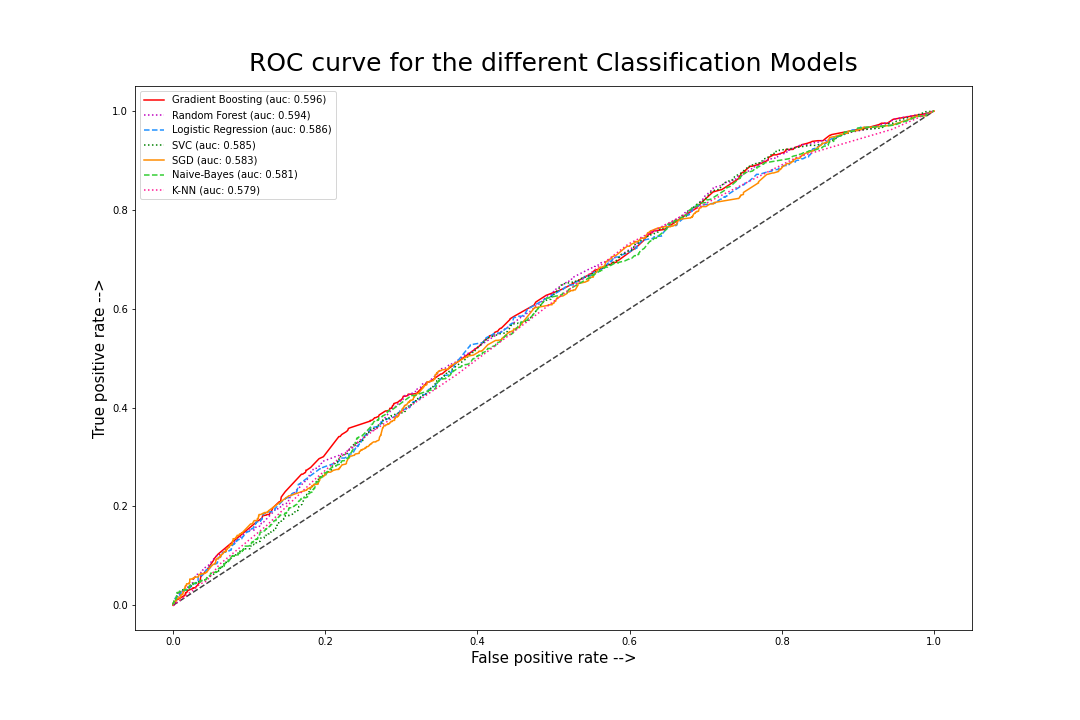 ROC curve for the different Classification Models
Gradient Boosting (auc: 0.596)
Random Forest (auc: 0.594)
Logistic Regression (auc: 0.586)
SVC (auc: 0.585)
SGD (auc: 0.583)
Naive-Bayes (auc: 0.581)
K-NN (auc: 0.579)
True positive rate -->
1.0
0.8
0.6
0.4
0.2
0.0
0.0 0.2 0.4 0.6 0.8 1.0
False positive rate -->